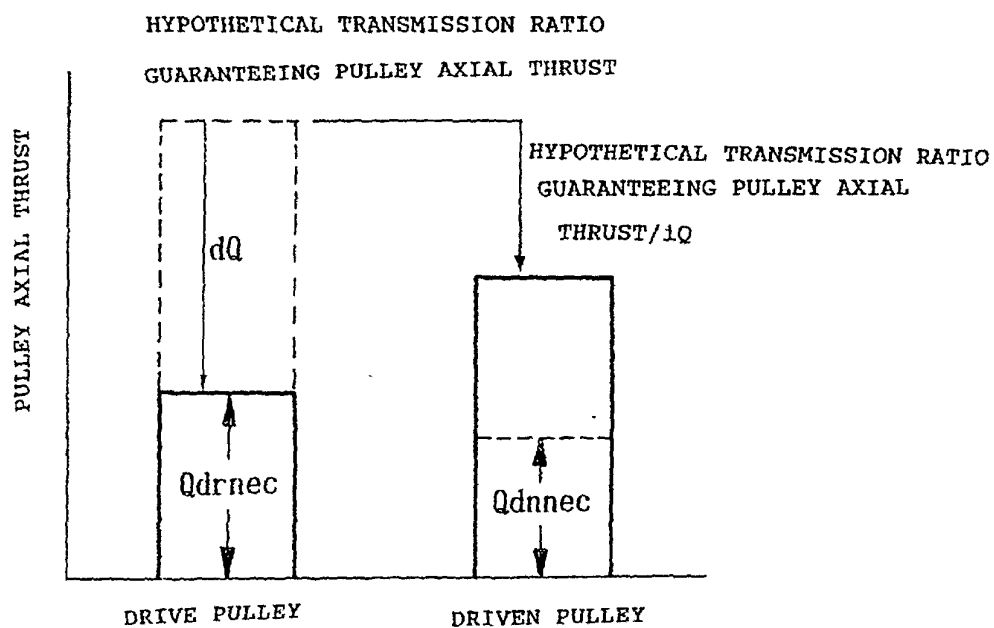 HYPOTHETICAL TRANSMISSION RATIO
GUARANTEEING PULLEY AXIAL THRUST
PULLEY AXIAL THRUST
HYPOTHETICAL TRANSMISSION RATIO
GUARANTEEING PULLEY AXIAL
THRUST/iQ
dQ
Qdrnec
Qdnnec
DRIVE PULLEY
DRIVEN PULLEY